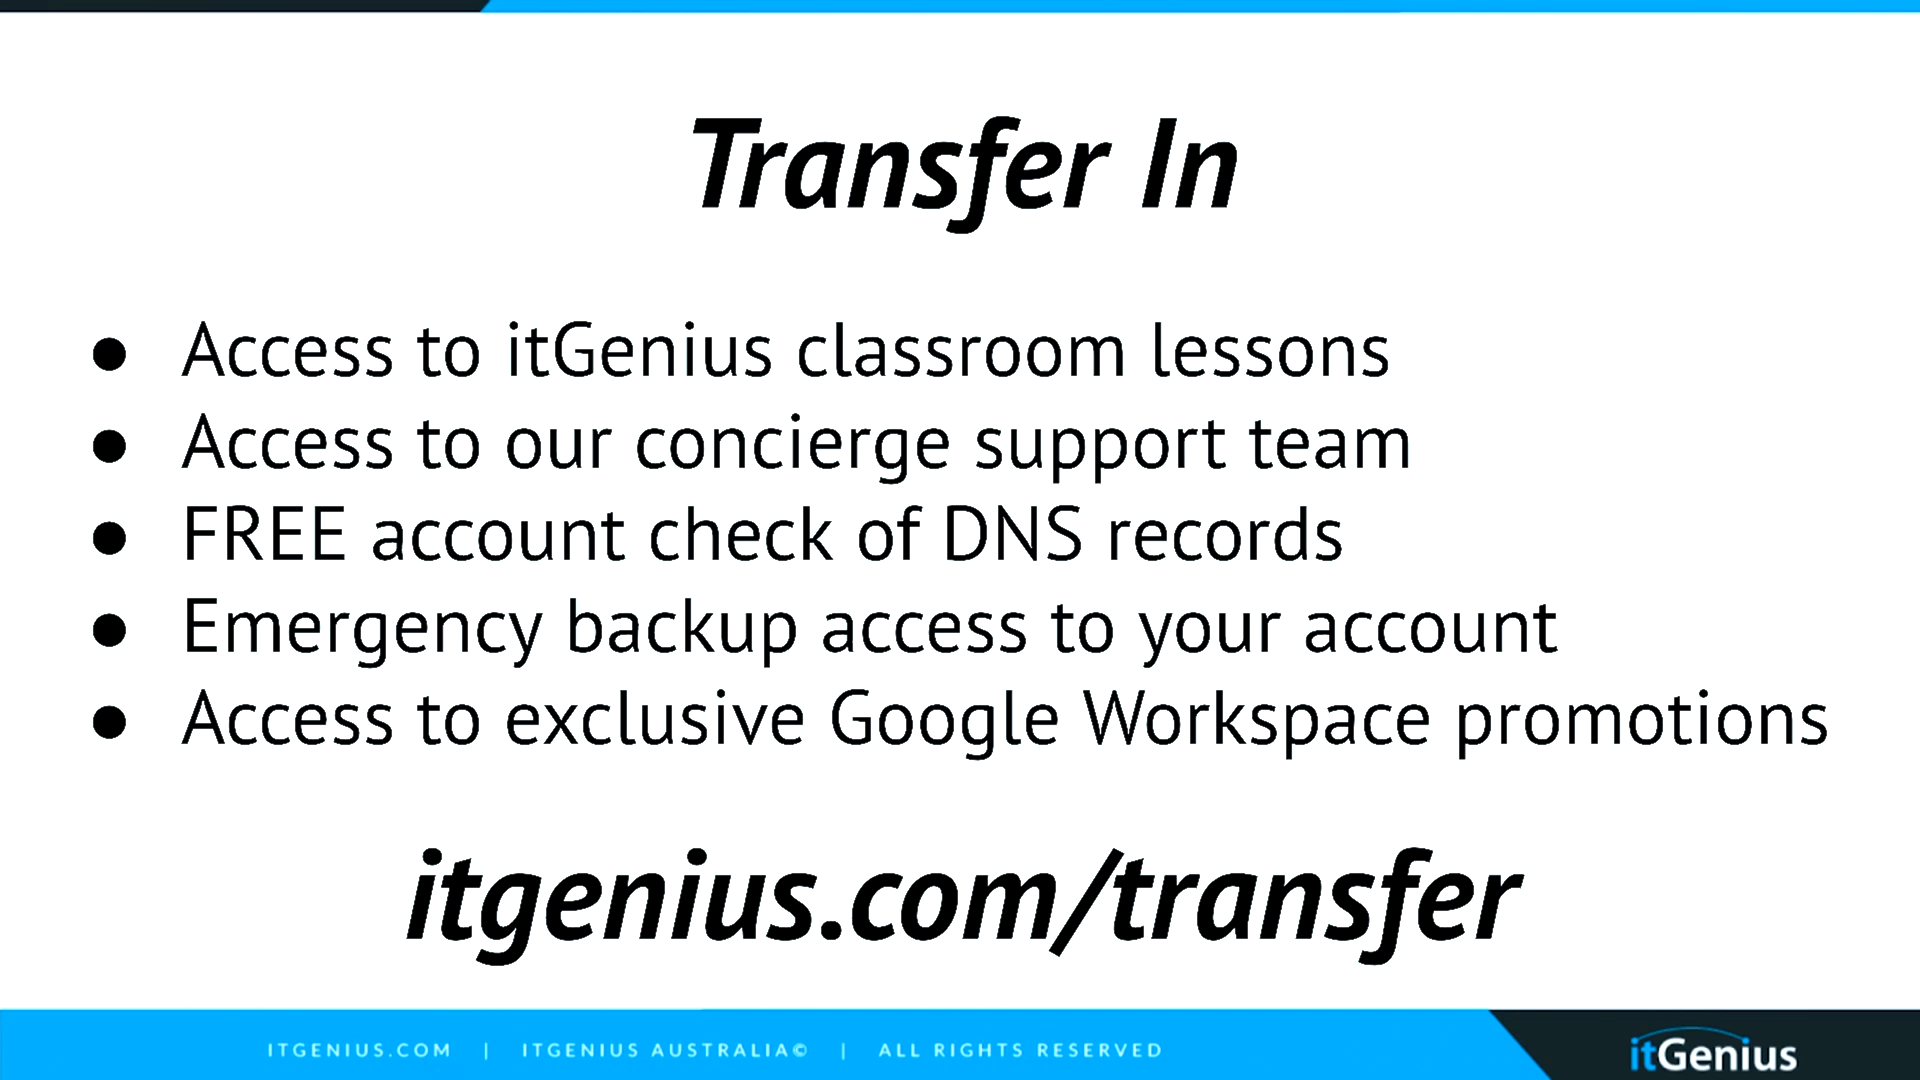 Transfer In
● Access to itGenius classroom lessons
● Access to our concierge support team
● FREE account check of DNS records
● Emergency backup access to your account
● Access to exclusive Google Workspace promotions
itgenius.com/transfer
ITGENIUS.COM | ITGENIUS AUSTRALIA© | ALL RIGHTS RESERVED
itGenius